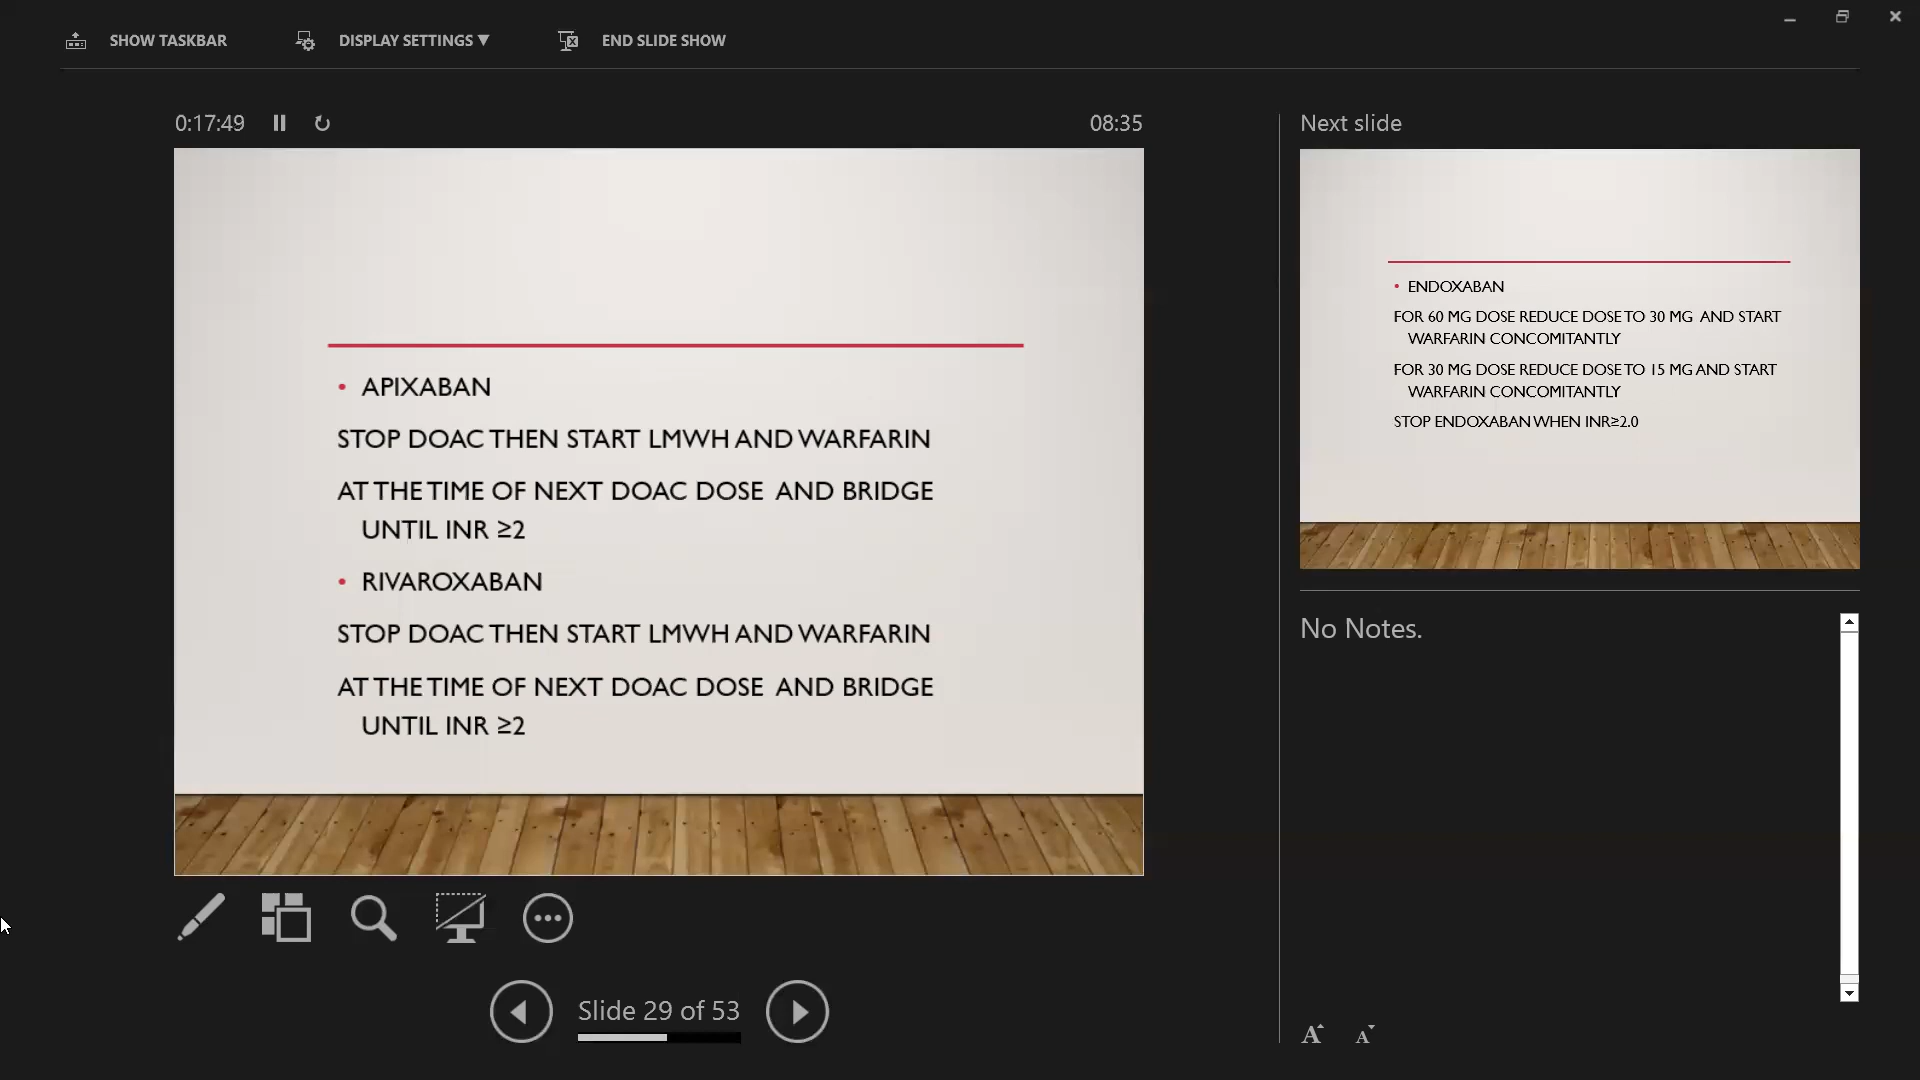 SHOW TASKBAR
DISPLAY SETTINGS ▼
END SLIDE SHOW
0:17:49
08:35
• APIXABAN
STOP DOAC THEN START LMWH AND WARFARIN
AT THE TIME OF NEXT DOAC DOSE AND BRIDGE
UNTIL INR ≥2
• RIVAROXABAN
STOP DOAC THEN START LMWH AND WARFARIN
AT THE TIME OF NEXT DOAC DOSE AND BRIDGE
UNTIL INR ≥2
Slide 29 of 53
Next slide
• ENDOXABAN
FOR 60 MG DOSE REDUCE DOSE TO 30 MG AND START
WARFARIN CONCOMITANTLY
FOR 30 MG DOSE REDUCE DOSE TO 15 MG AND START
WARFARIN CONCOMITANTLY
STOP ENDOXABAN WHEN INR≥2.0
No Notes.
A A